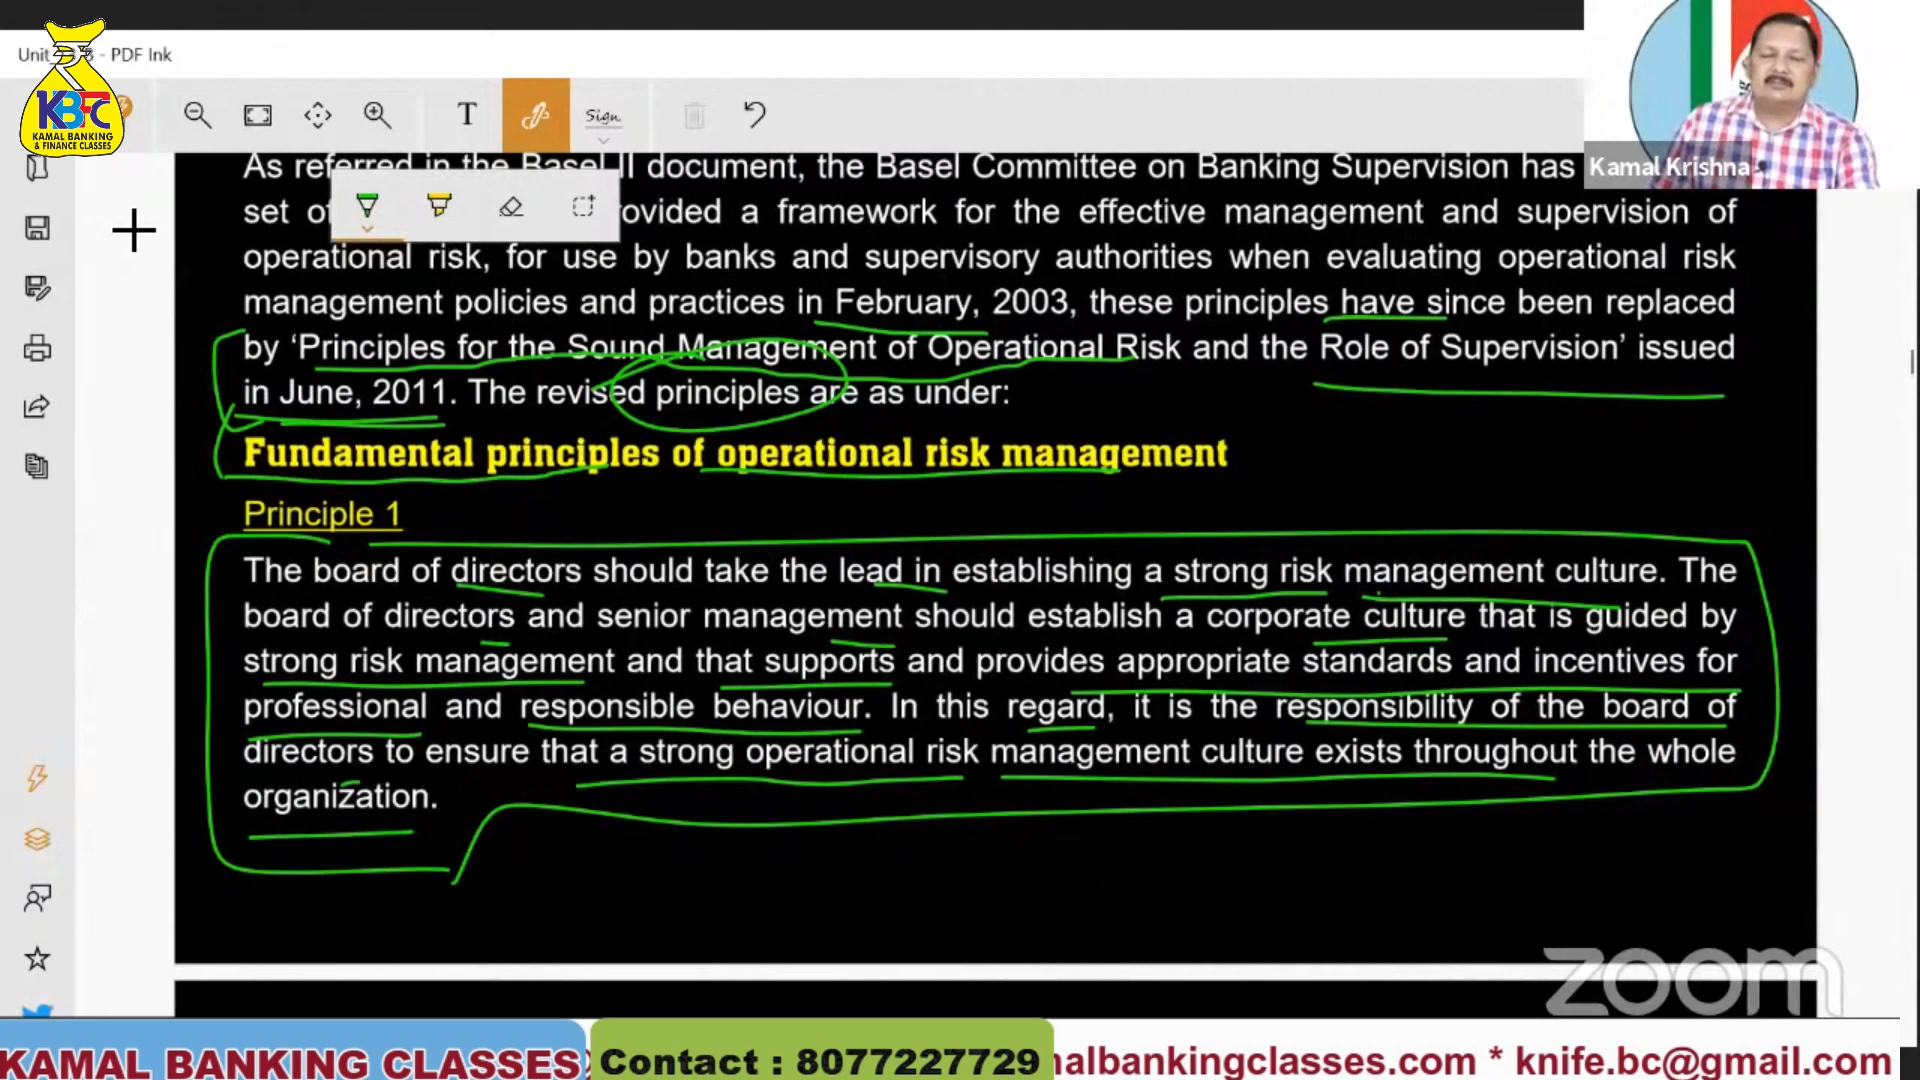 Unit - PDF Ink
KBFC
KAMAL BANKING
& FINANCE CLASSES
T
Sign
Kamal Krishna
As referred in the Basel II document, the Basel Committee on Banking Supervision has
set of ovided a framework for the effective management and supervision of
operational risk, for use by banks and supervisory authorities when evaluating operational risk
management policies and practices in February, 2003, these principles have since been replaced
by ‘Principles for the Sound Management of Operational Risk and the Role of Supervision’ issued
in June, 2011. The revised principles are as under:
Fundamental principles of operational risk management
Principle 1
The board of directors should take the lead in establishing a strong risk management culture. The
board of directors and senior management should establish a corporate culture that is guided by
strong risk management and that supports and provides appropriate standards and incentives for
professional and responsible behaviour. In this regard, it is the responsibility of the board of
directors to ensure that a strong operational risk management culture exists throughout the whole
organization.
zoom
KAMAL BANKING CLASSES Contact : 8077227729 albankingclasses.com * knife.bc@gmail.com